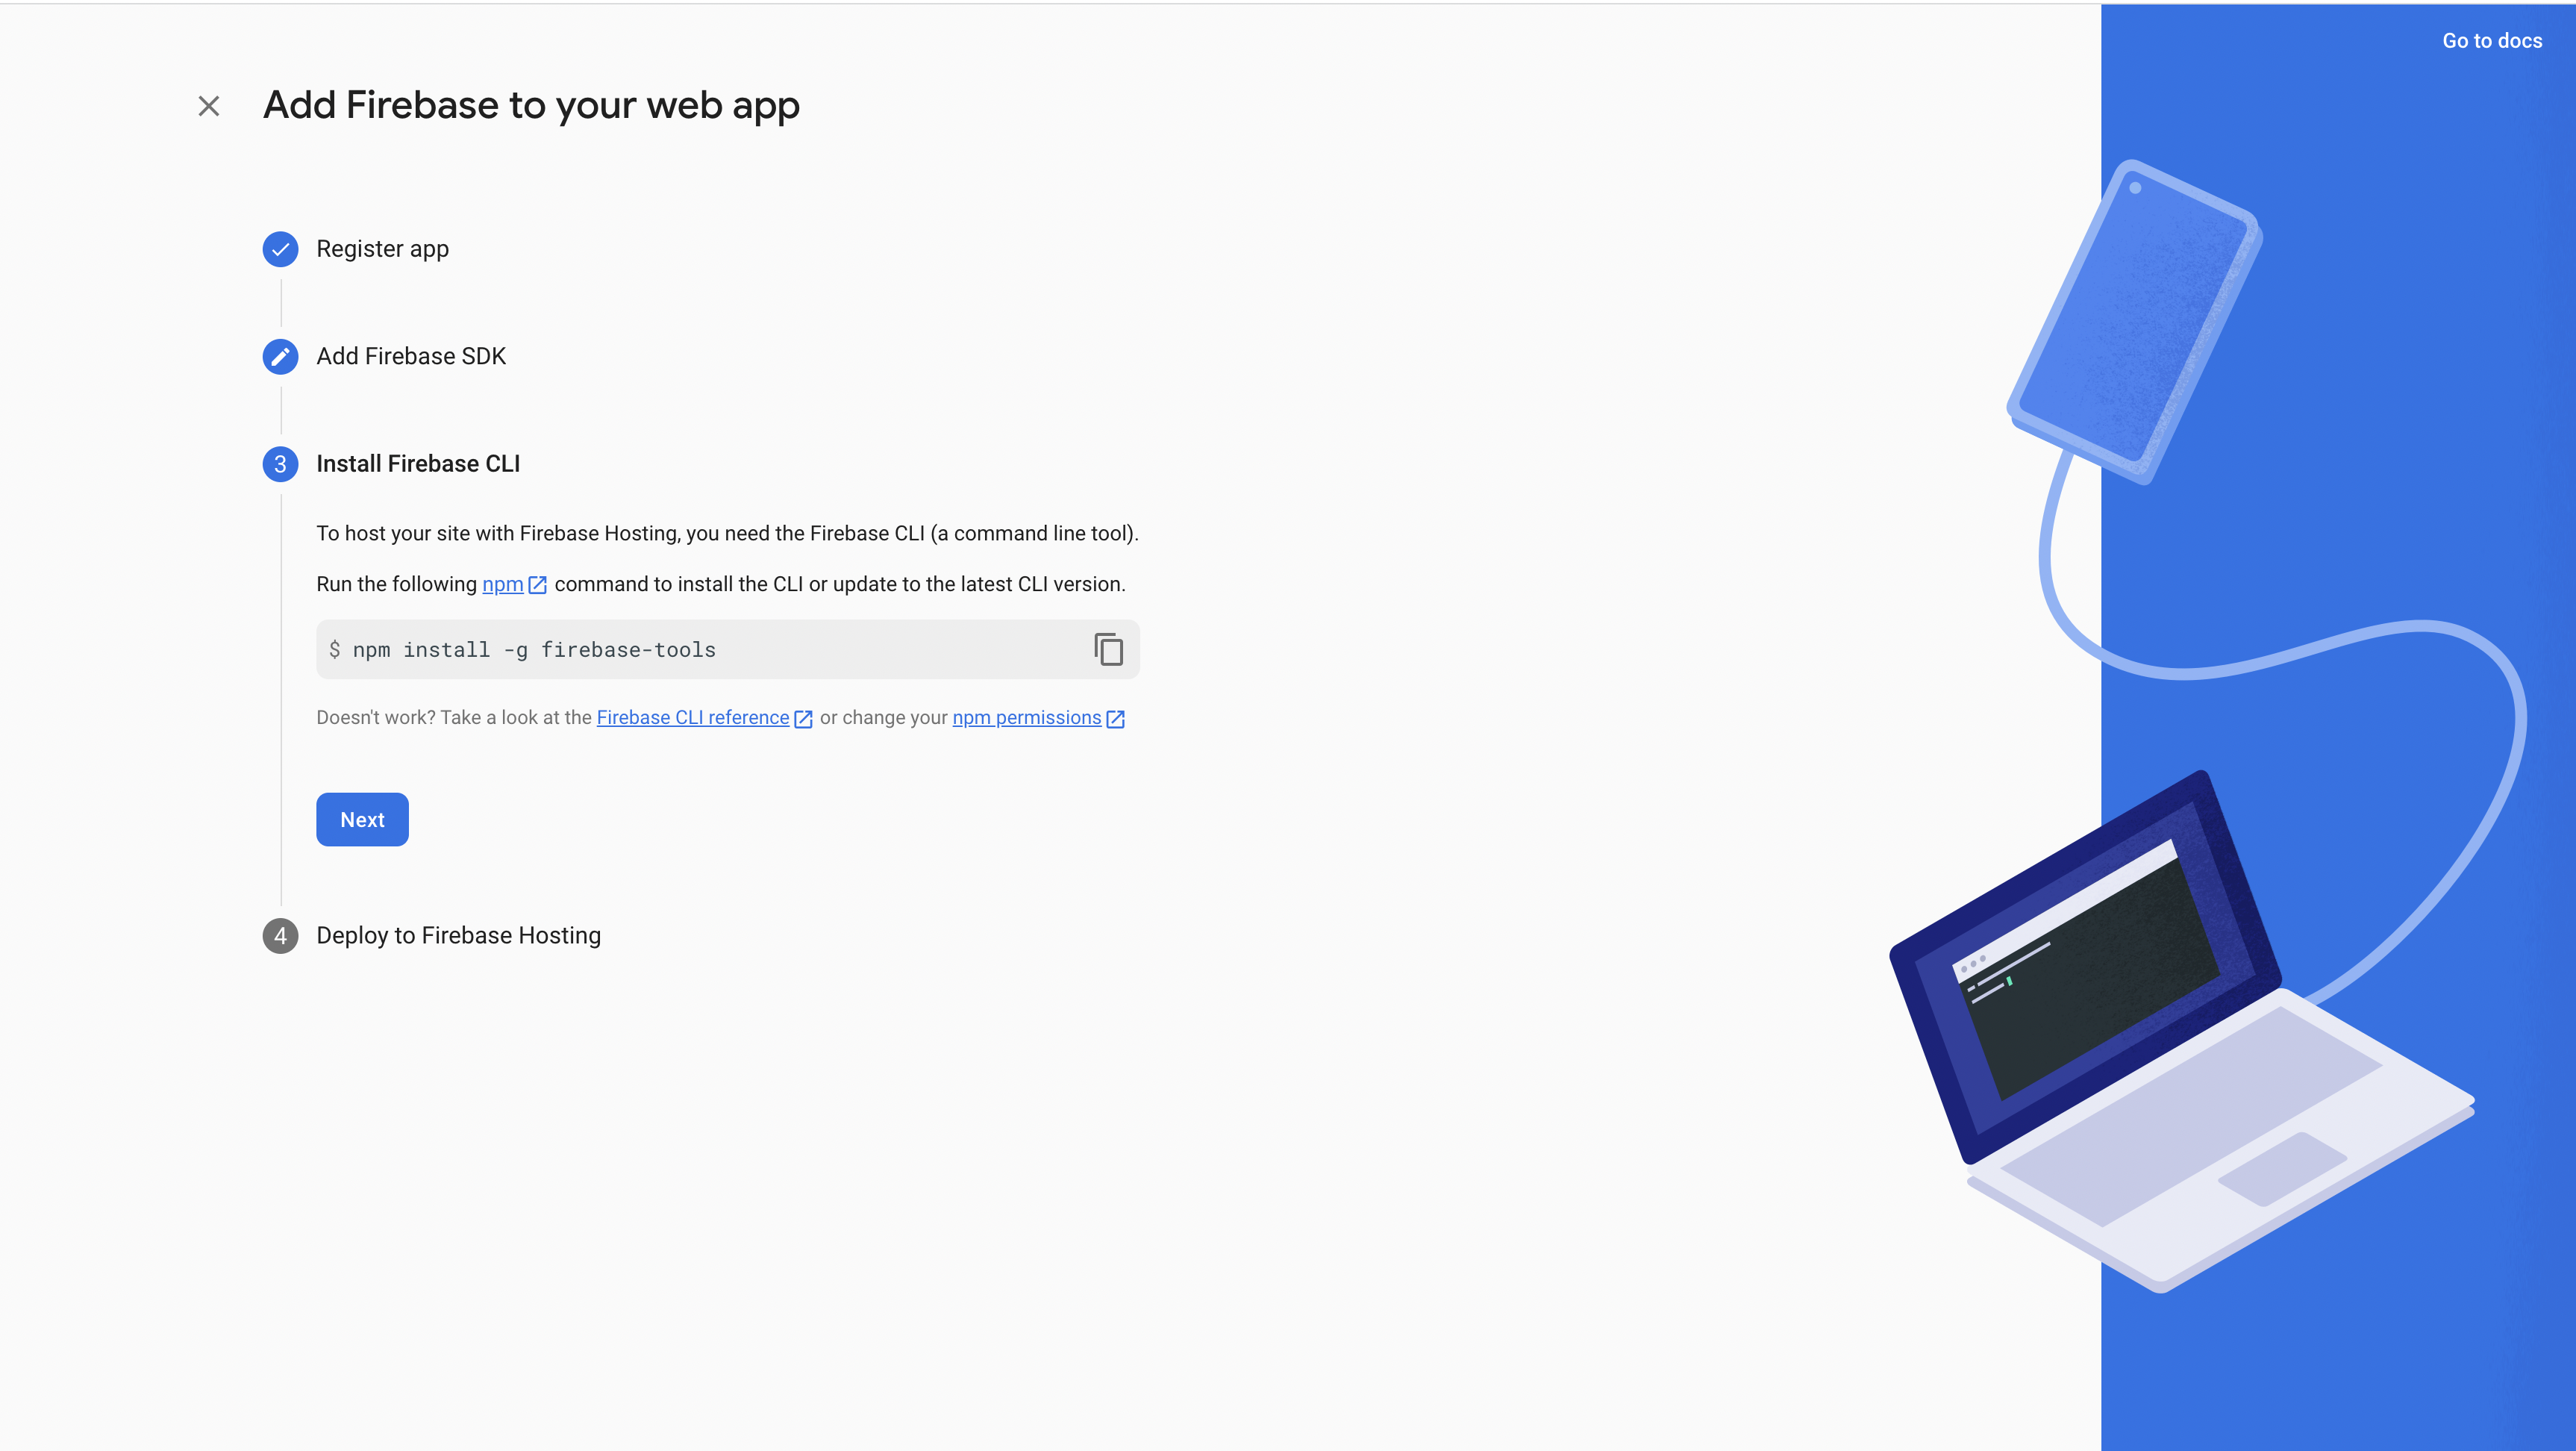 Go to docs
Add Firebase to your web app
Register app
Add Firebase SDK
3 Install Firebase CLI
To host your site with Firebase Hosting, you need the Firebase CLI (a command line tool).
Run the following npm command to install the CLI or update to the latest CLI version.
$ npm install -g firebase-tools
Doesn't work? Take a look at the Firebase CLI reference or change your npm permissions
Next
4 Deploy to Firebase Hosting